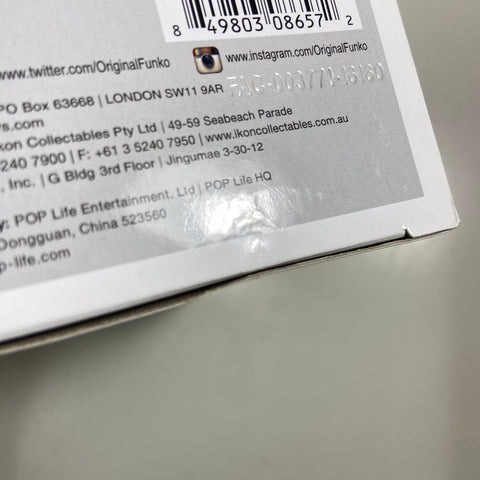 8 49803 08657 2
www.twitter.com/OriginalFunko www.instagram.com/OriginalFunko
PO Box 63668 | LONDON SW11 9AR
s.com
kon Collectables Pty Ltd | 49-59 Seabeach Parade
5240 7900 | F: +61 3 5240 7950 | www.ikoncollectables.com.au
, Inc. | G Bldg 3rd Floor | Jingumae 3-30-12
y: POP Life Entertainment. Ltd | POP Life HQ
Dongguan, China 523560
p-life.com